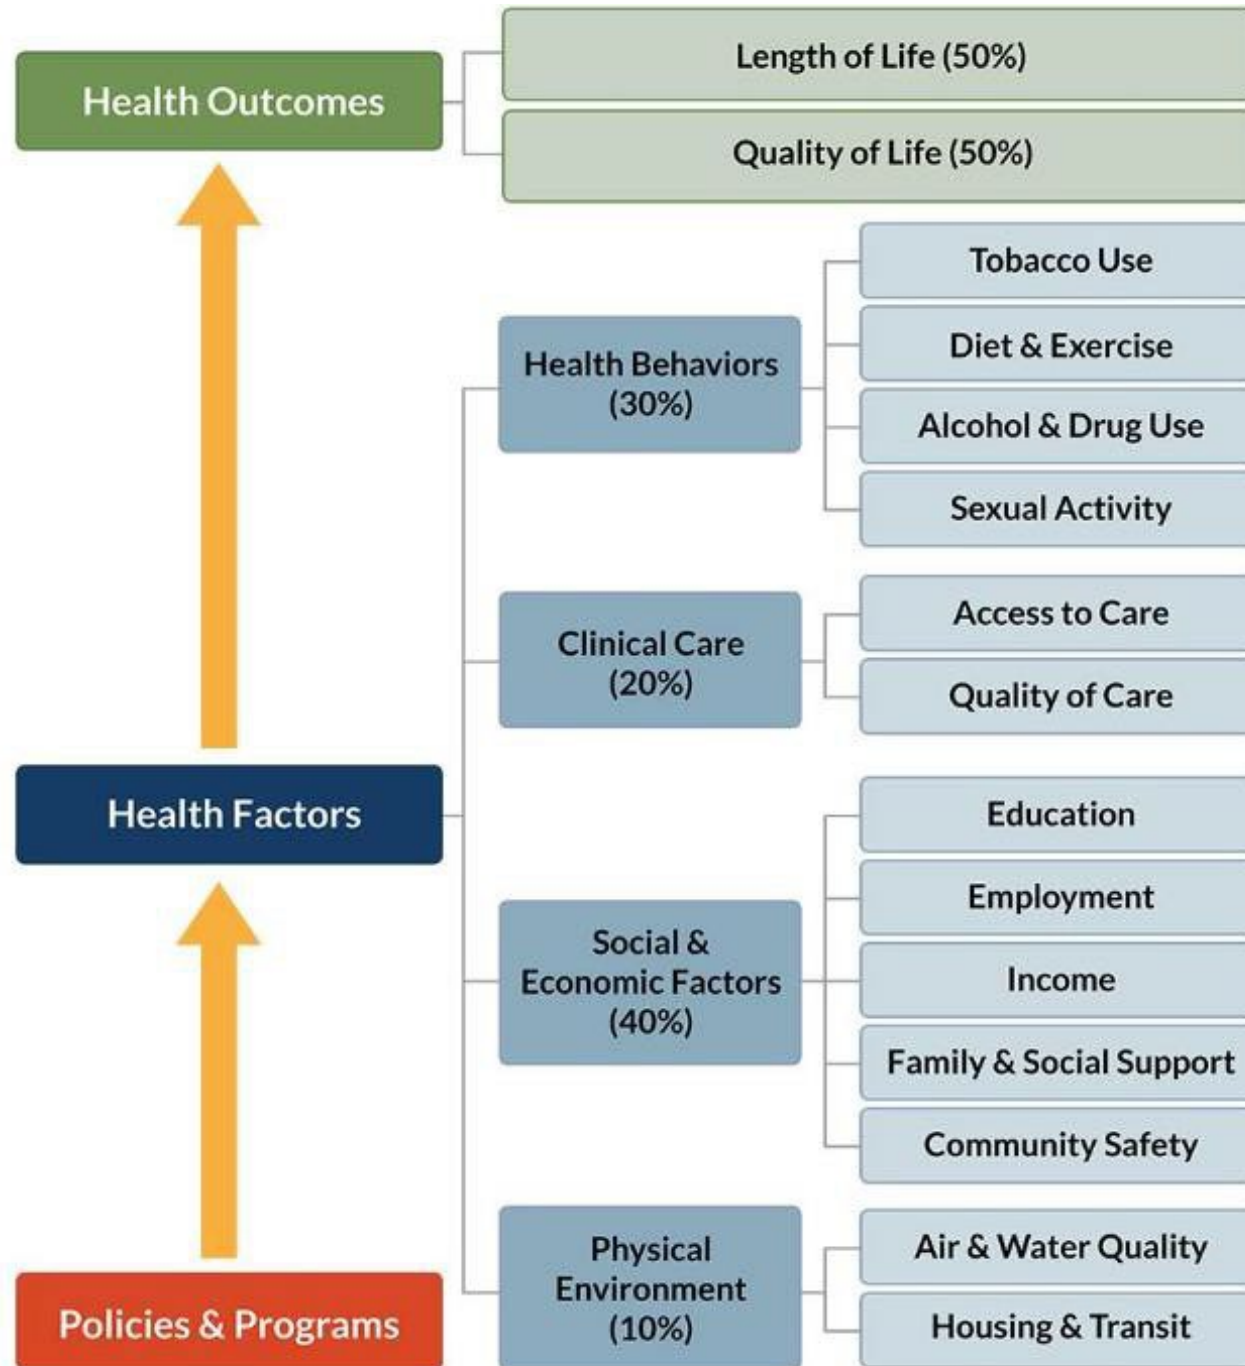 Health Outcomes
Length of Life (50%)
Quality of Life (50%)
Health Factors
Health Behaviors
(30%)
Tobacco Use
Diet & Exercise
Alcohol & Drug Use
Sexual Activity
Clinical Care
(20%)
Access to Care
Quality of Care
Social &
Economic Factors
(40%)
Education
Employment
Income
Family & Social Support
Community Safety
Physical
Environment
(10%)
Air & Water Quality
Housing & Transit
Policies & Programs